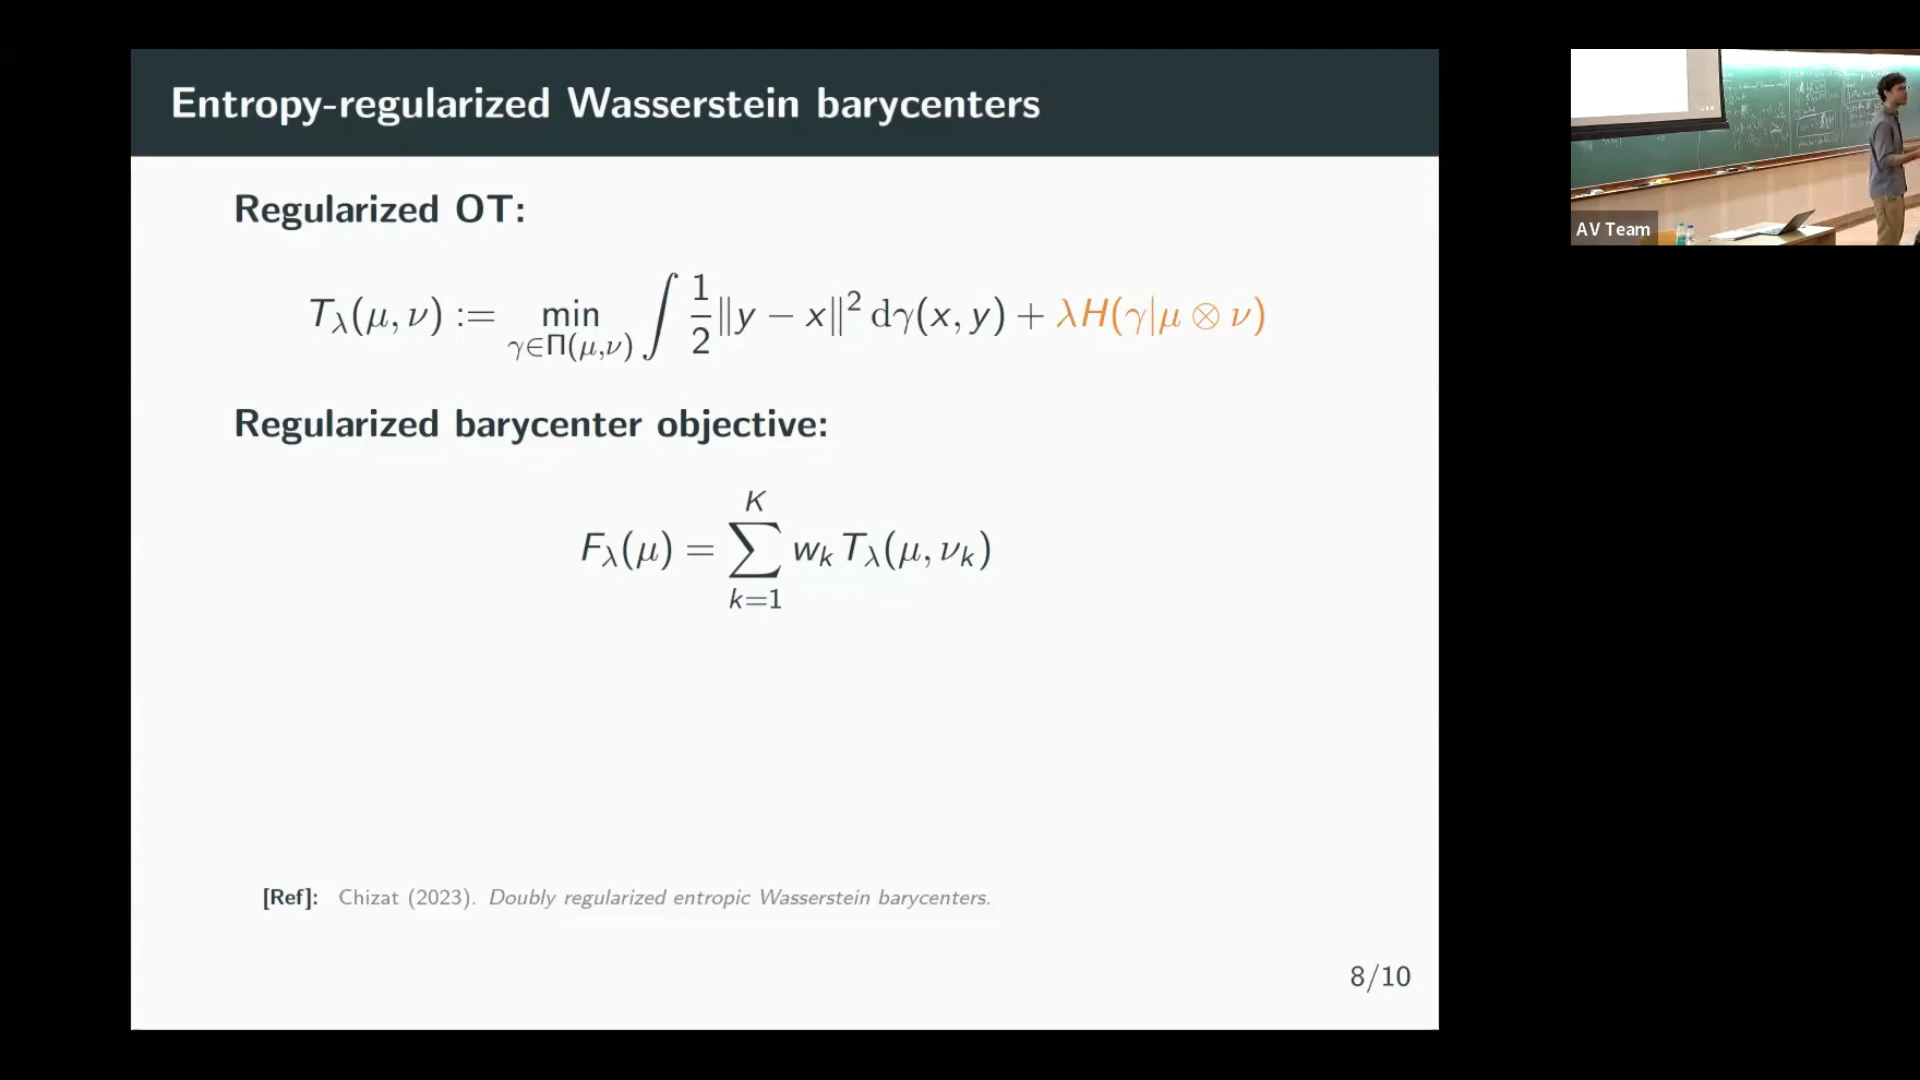 Entropy-regularized Wasserstein barycenters
Regularized OT:
T_λ(μ, ν) := min_{γ∈Π(μ,ν)} ∫ 1/2 ‖y − x‖² dγ(x, y) + λH(γ|μ ⊗ ν)
Regularized barycenter objective:
F_λ(μ) = ∑_{k=1}^{K} w_k T_λ(μ, ν_k)
[Ref]: Chizat (2023). Doubly regularized entropic Wasserstein barycenters.
8/10
AV Team